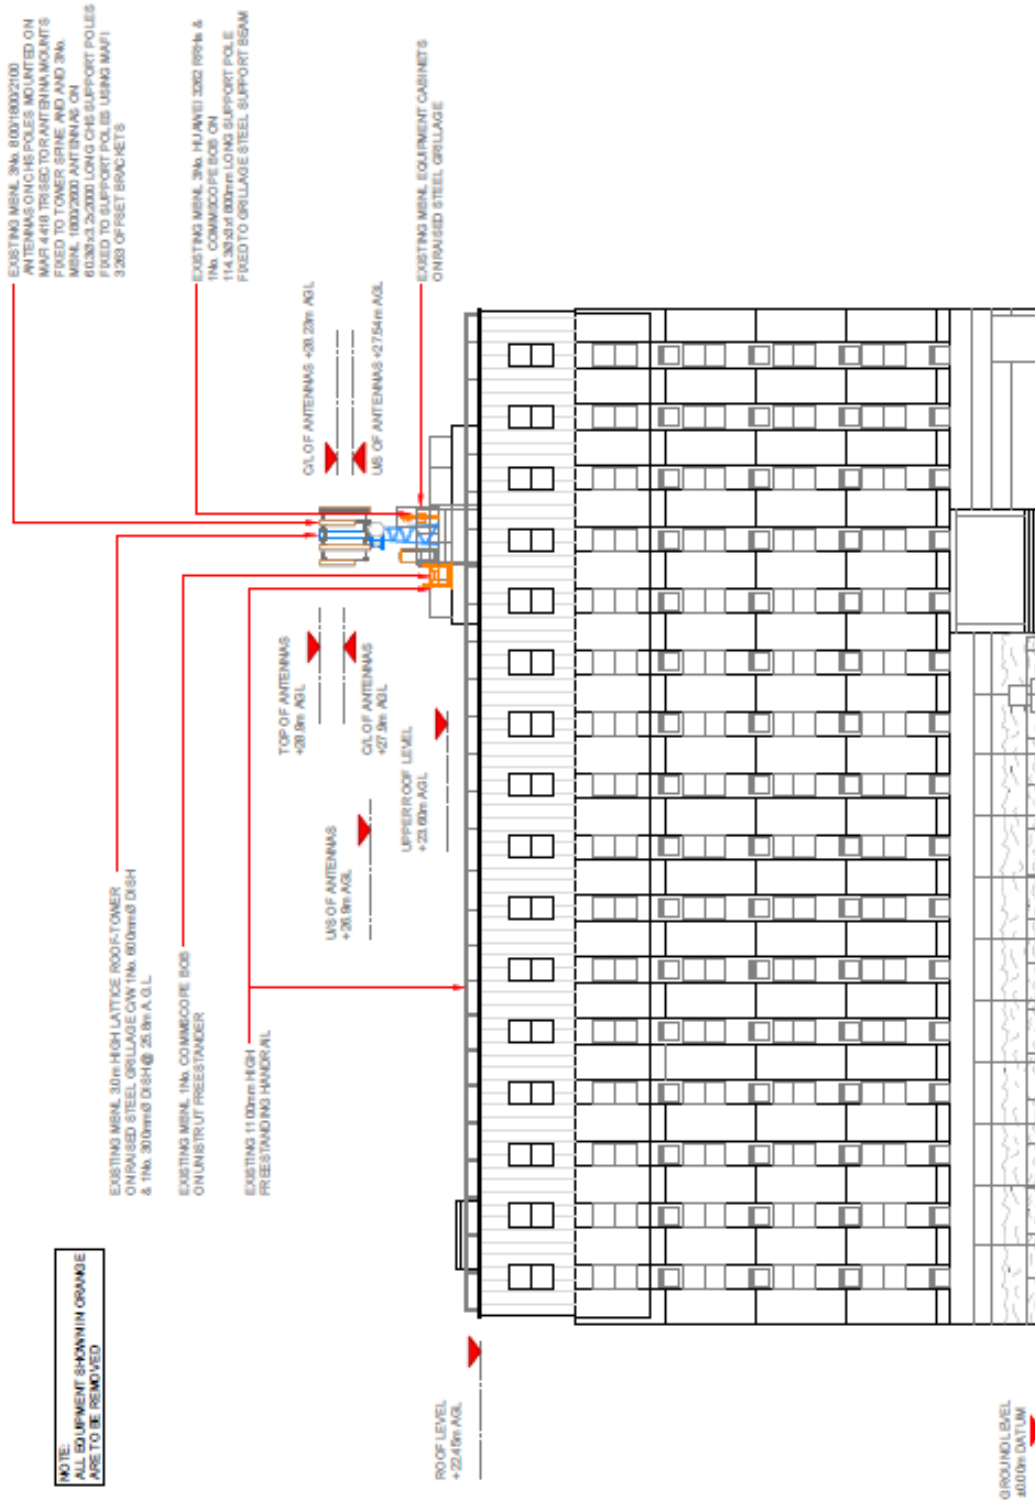 NOTE:
ALL EQUIPMENT SHOWN IN ORANGE
ARE TO BE REMOVED
EXISTING MBNL 3.0m HIGH LATTICE ROOF-TOWER
ON RAISED STEEL GRILLAGE C/W 1No. 600mmØ DISH
& 1No. 300mmØ DISH @ 25.8m A.G.L
EXISTING MBNL 1No. COMMSCOPE BOB
ON UNISTRUT FREESTANDER
EXISTING 1100mm HIGH
FREESTANDING HANDRAIL
EXISTING MBNL 3No. 800/1800/2100
ANTENNAS ON CHS POLES MOUNTED ON
MAFI 4418 TRISECTOR ANTENNA MOUNTS
FIXED TO TOWER SPINE AND AND 3No.
MBNL 1800/2600 ANTENNAS ON
60.3Øx3.2x2000 LONG CHS SUPPORT POLES
FIXED TO SUPPORT POLES USING MAFI
3263 OFFSET BRACKETS
EXISTING MBNL 3No. HUAWEI 3262 RRHs &
1No. COMMSCOPE BOB ON
114.3Øx LONG SUPPORT POLE
FIXED TO GRILLAGE STEEL SUPPORT BEAM
EXISTING MBNL EQUIPMENT CABINETS
ON RAISED STEEL GRILLAGE
C/L OF ANTENNAS +28.23m AGL
U/S OF ANTENNAS +27.54m AGL
TOP OF ANTENNAS
+28.9m AGL
C/L OF ANTENNAS
+27.9m AGL
U/S OF ANTENNAS
+26.9m AGL
UPPER ROOF LEVEL
+23.60m AGL
ROOF LEVEL
+22.45m AGL
GROUND LEVEL
±0.00m DATUM